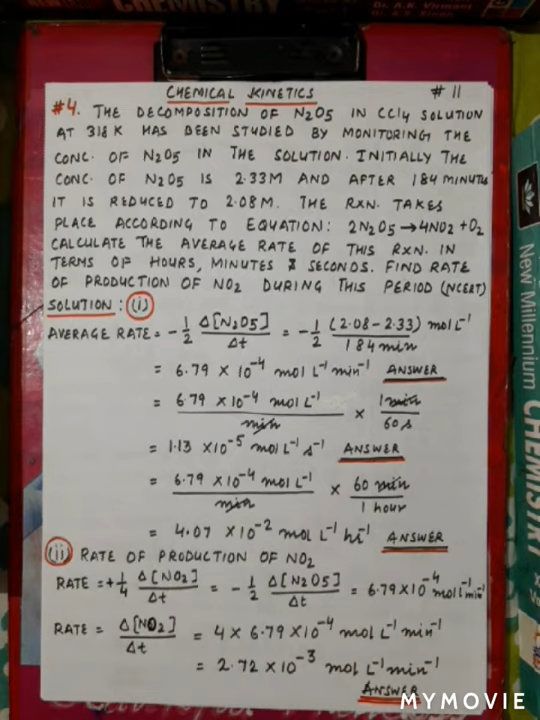 CHEMISTRY
Dr. A.K. Virmani
CHEMICAL KINETICS # 11
#4. THE DECOMPOSITION OF N2O5 IN CCl4 SOLUTION
AT 318 K HAS BEEN STUDIED BY MONITORING THE
CONC. OF N2O5 IN THE SOLUTION. INITIALLY THE
CONC. OF N2O5 IS 2.33M AND AFTER 184 MINUTES
IT IS REDUCED TO 2.08M. THE RXN. TAKES
PLACE ACCORDING TO EQUATION: 2N2O5 → 4NO2 + O2
CALCULATE THE AVERAGE RATE OF THIS RXN. IN
TERMS OF HOURS, MINUTES & SECONDS. FIND RATE
OF PRODUCTION OF NO2 DURING THIS PERIOD (NCERT)
SOLUTION: (i)
AVERAGE RATE = -1/2 Δ[N2O5]/Δt = -1/2 (2.08-2.33) mol L⁻¹/184 min
= 6.79 × 10⁻⁴ mol L⁻¹ min⁻¹ ANSWER
= 6.79 × 10⁻⁴ mol L⁻¹/min × 1 min/60 s
= 1.13 × 10⁻⁵ mol L⁻¹ s⁻¹ ANSWER
= 6.79 × 10⁻⁴ mol L⁻¹/min × 60 min/1 hour
= 4.07 × 10⁻² mol L⁻¹ hr⁻¹ ANSWER
(ii) RATE OF PRODUCTION OF NO2
RATE = +1/4 Δ[NO2]/Δt = -1/2 Δ[N2O5]/Δt = 6.79×10⁻⁴ mol L⁻¹ min⁻¹
RATE = Δ[NO2]/Δt = 4 × 6.79 × 10⁻⁴ mol L⁻¹ min⁻¹
= 2.72 × 10⁻³ mol L⁻¹ min⁻¹
ANSWER
New Millennium
CHEMISTRY
MYMOVIE